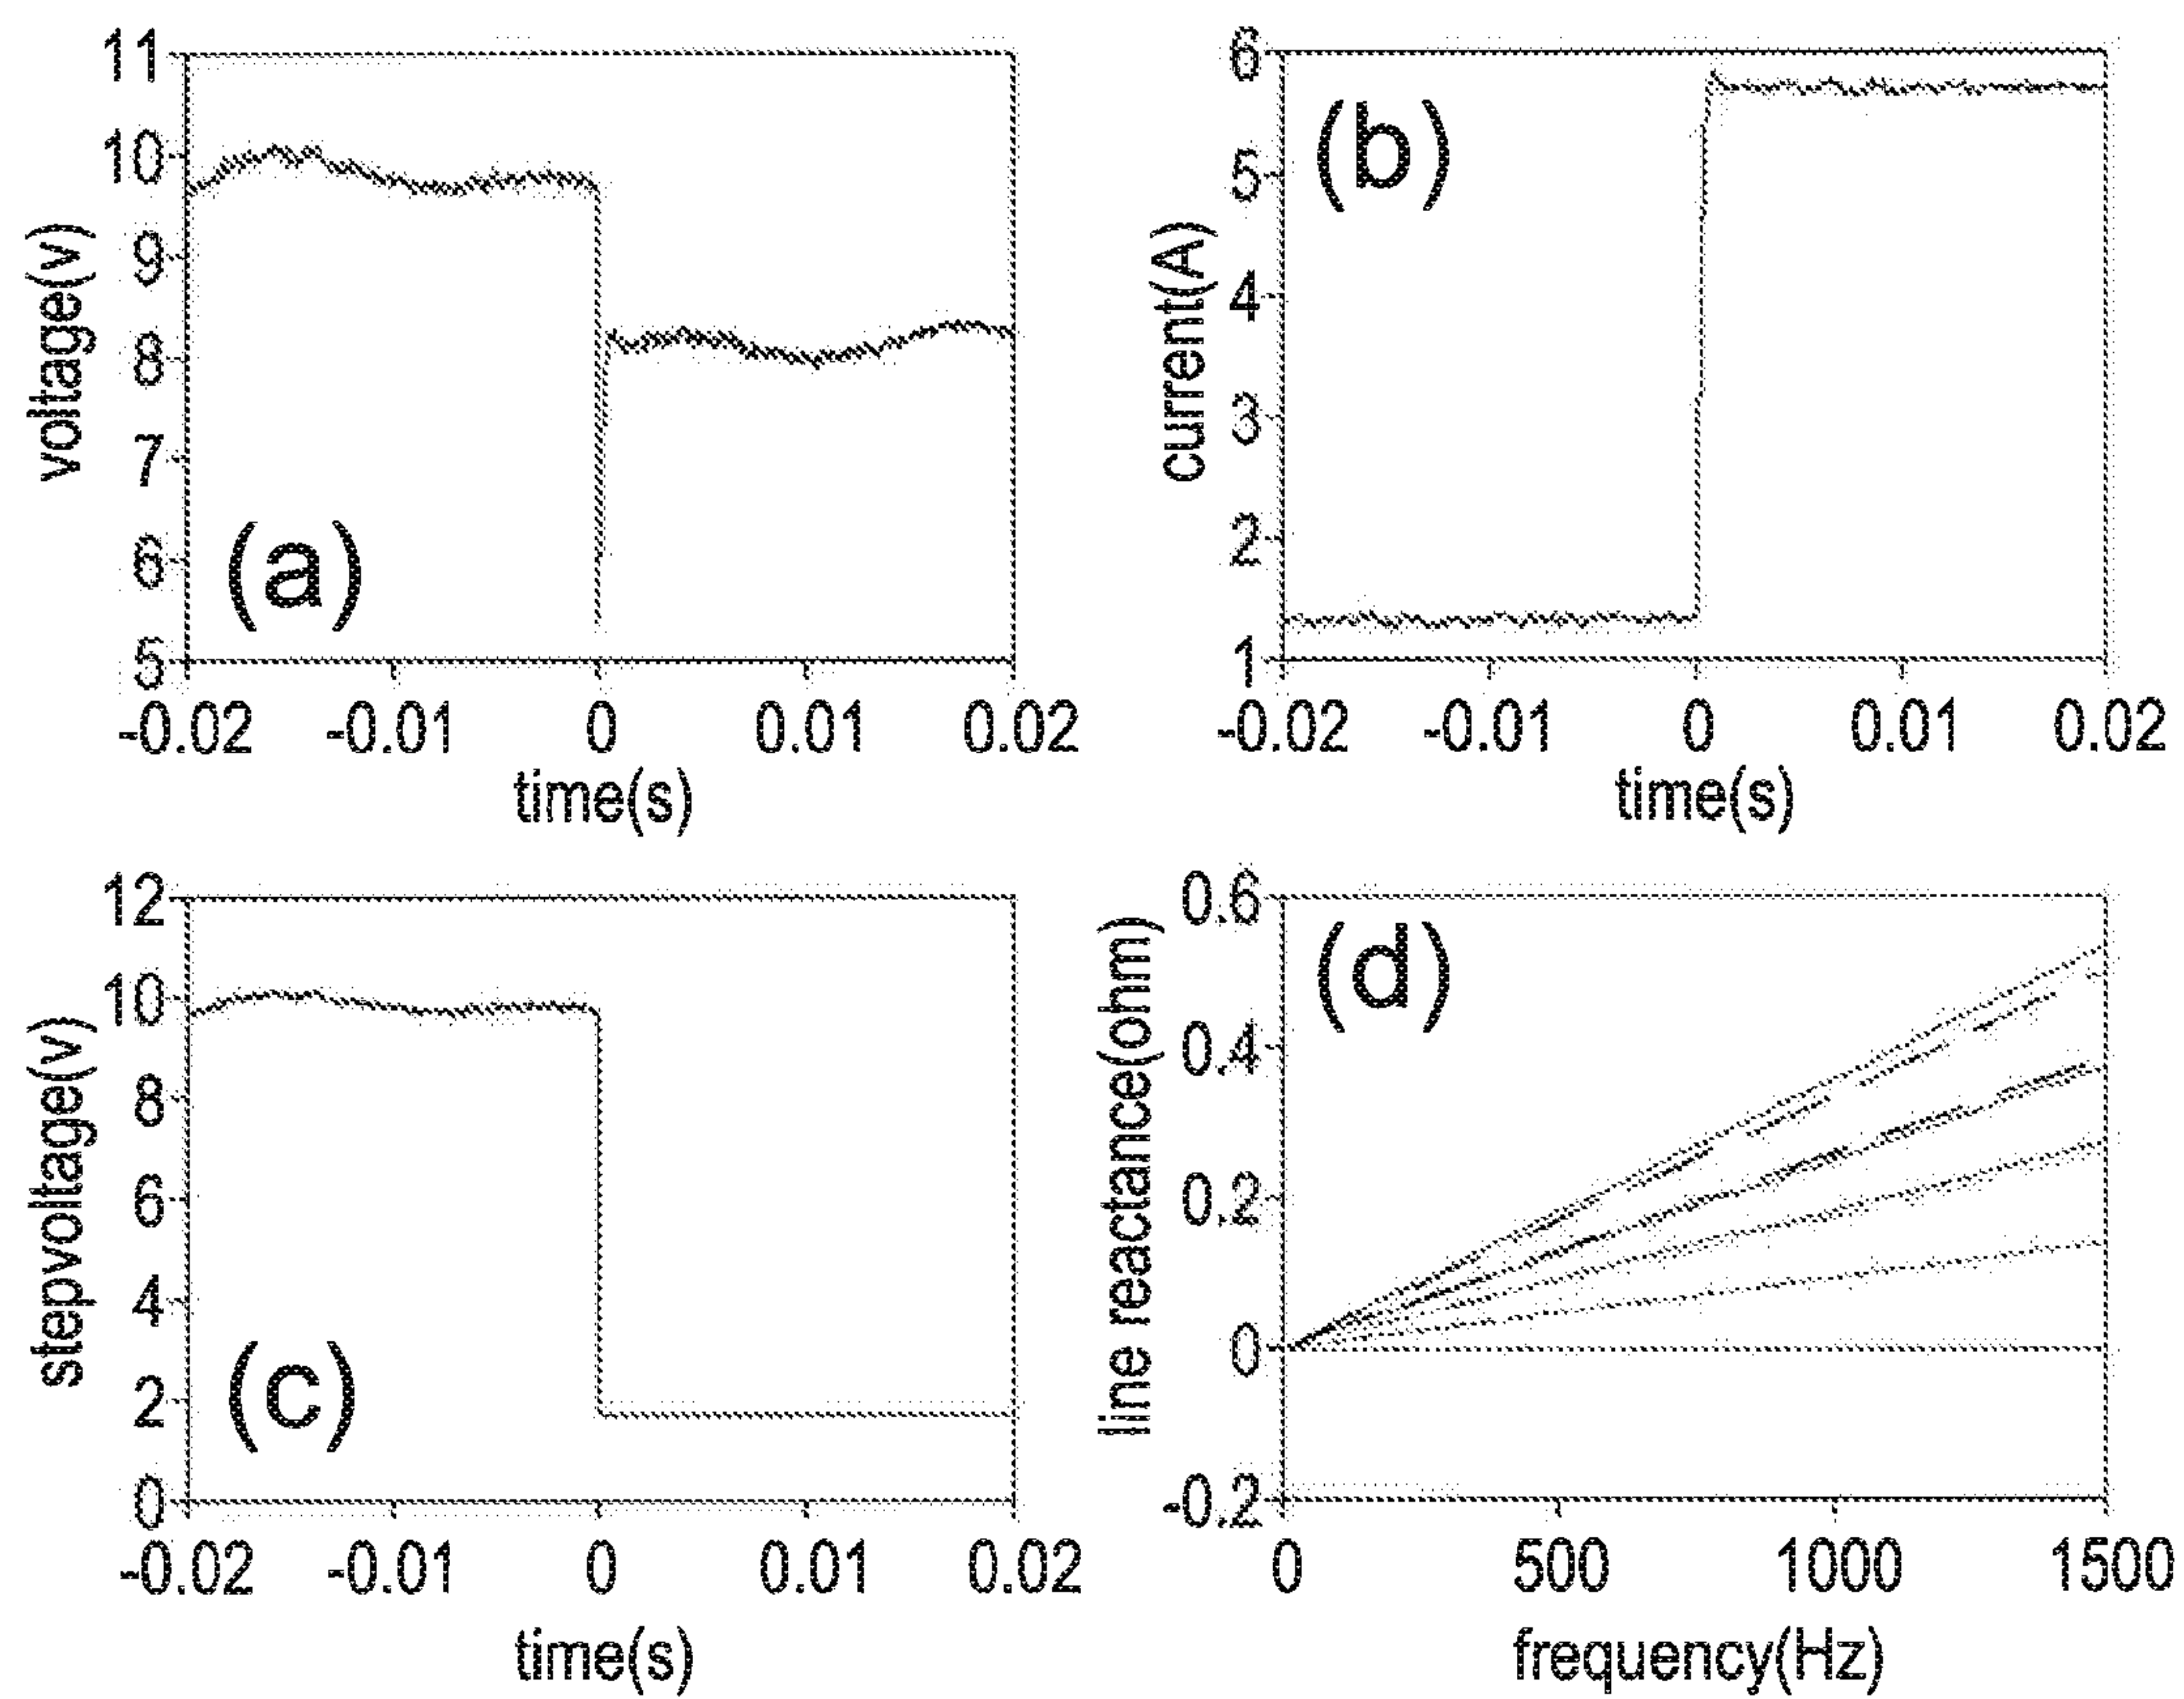 11
10
9
8
7
6
5
voltage(v)
(a)
-0.02 -0.01 0 0.01 0.02
time(s)
6
5
4
3
2
1
current(A)
(b)
-0.02 -0.01 0 0.01 0.02
time(s)
12
10
8
6
4
2
0
stepvoltage(v)
(c)
-0.02 -0.01 0 0.01 0.02
time(s)
0.6
0.4
0.2
0
-0.2
line reactance(ohm)
(d)
0 500 1000 1500
frequency(Hz)